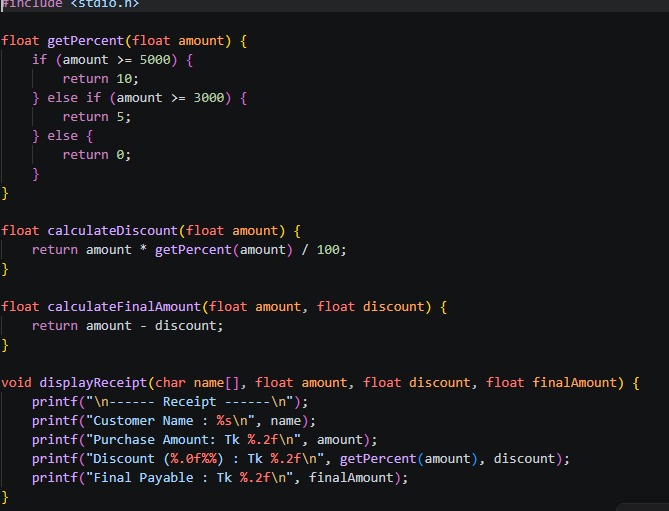 #include <stdio.h>

float getPercent(float amount) {
    if (amount >= 5000) {
        return 10;
    } else if (amount >= 3000) {
        return 5;
    } else {
        return 0;
    }
}

float calculateDiscount(float amount) {
    return amount * getPercent(amount) / 100;
}

float calculateFinalAmount(float amount, float discount) {
    return amount - discount;
}

void displayReceipt(char name[], float amount, float discount, float finalAmount) {
    printf("\n------ Receipt ------\n");
    printf("Customer Name : %s\n", name);
    printf("Purchase Amount: Tk %.2f\n", amount);
    printf("Discount (%.0f%%) : Tk %.2f\n", getPercent(amount), discount);
    printf("Final Payable : Tk %.2f\n", finalAmount);
}